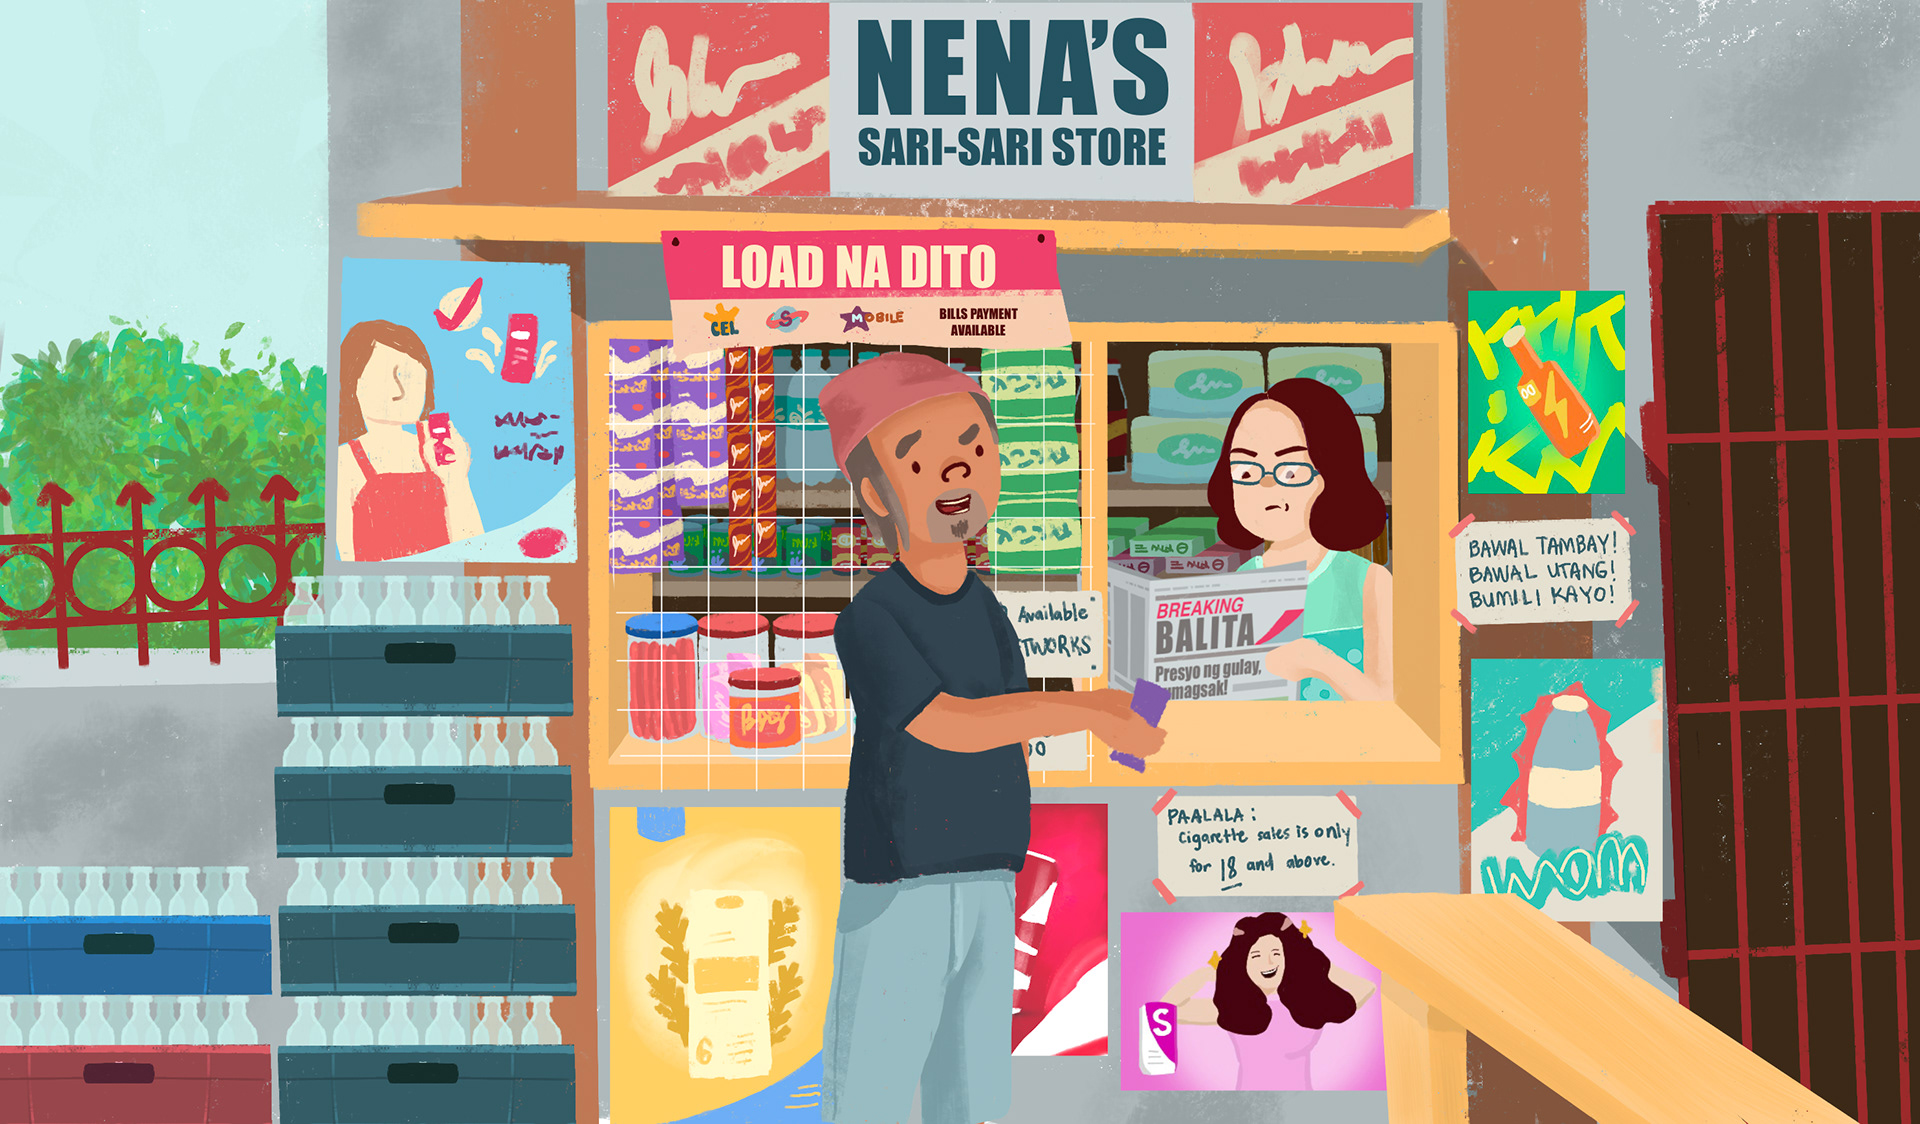 NENA'S
SARI-SARI STORE
LOAD NA DITO
CEL
S
MOBILE
BILLS PAYMENT
AVAILABLE
BAWAL TAMBAY!
BAWAL UTANG!
BUMILI KAYO!
Available
TWORKS
BREAKING
BALITA
Presyo ng gulay,
umagsak!
PAALALA:
Cigarette sales is only
for 18 and above.
WOM
6
S